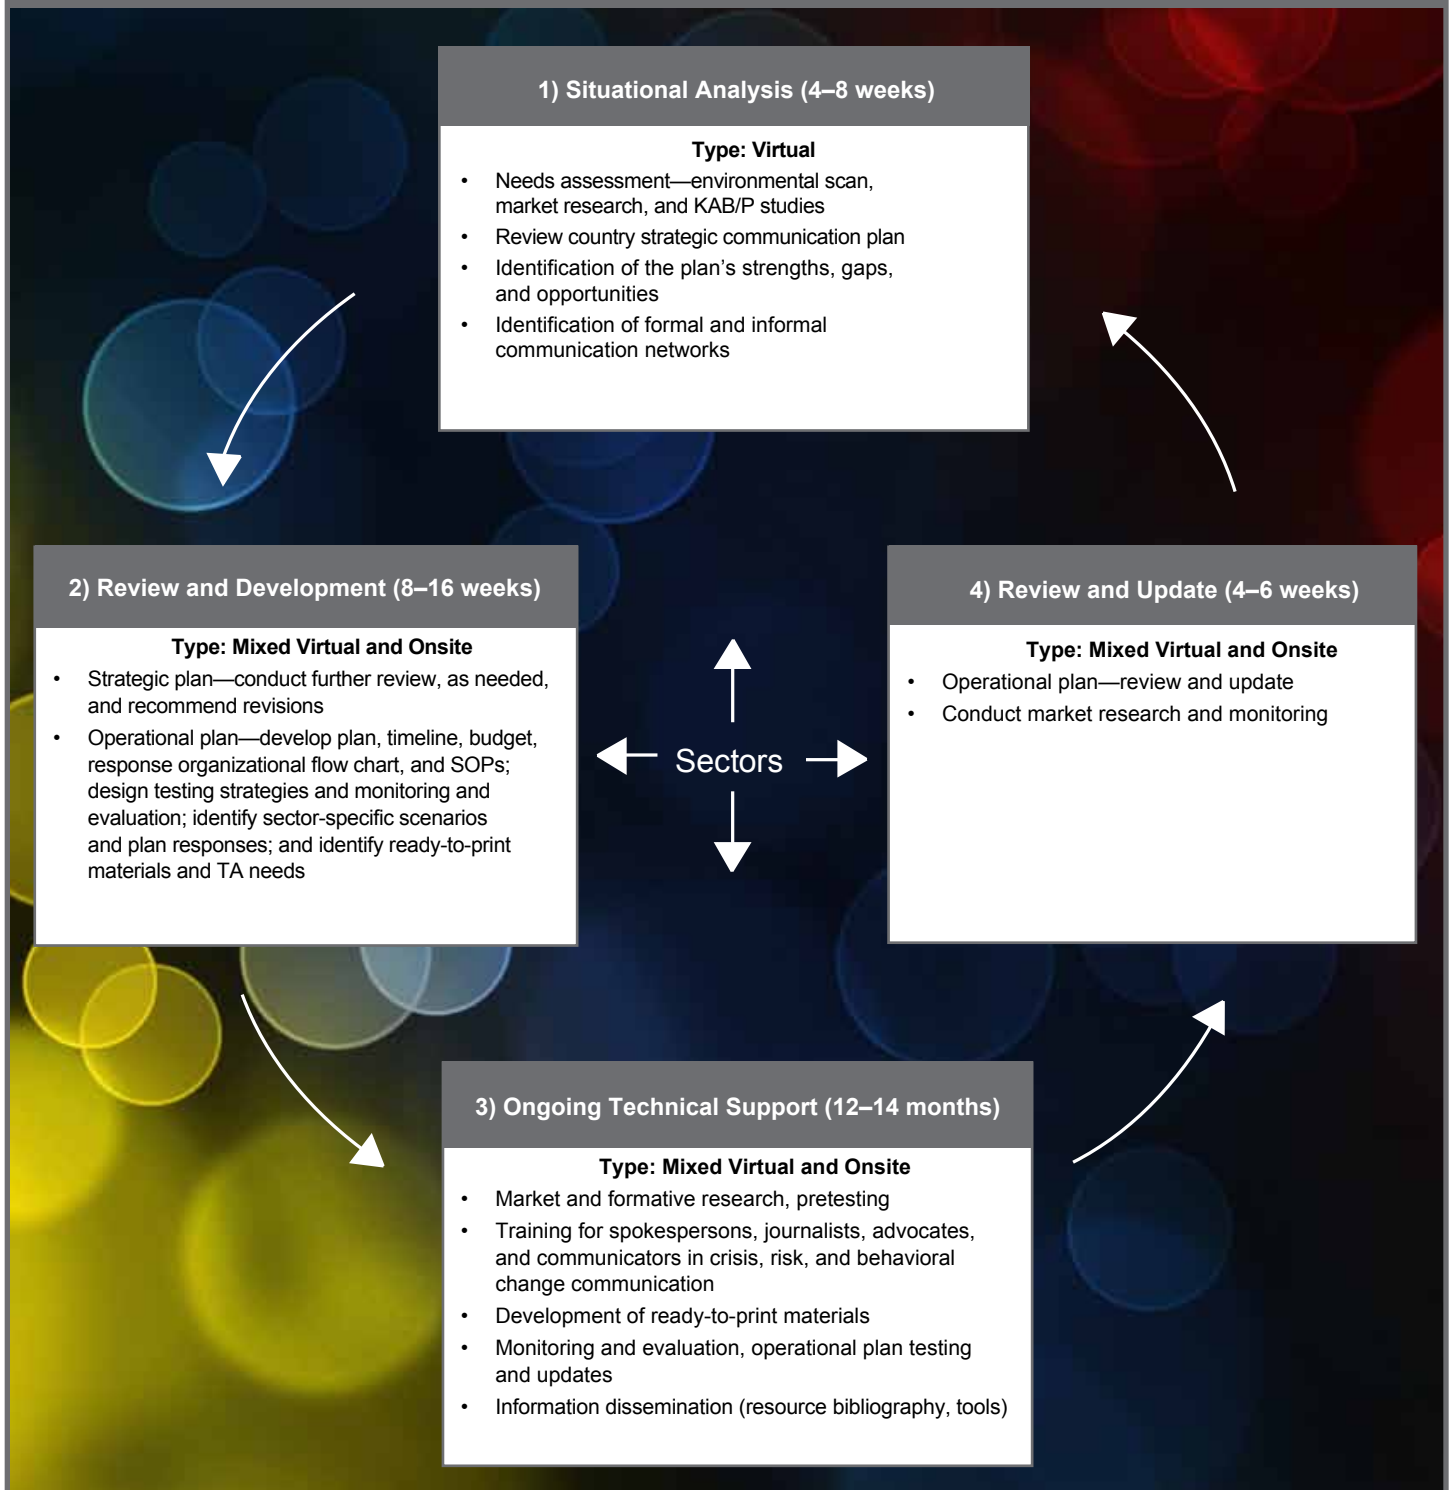 1) Situational Analysis (4–8 weeks)
Type: Virtual
• Needs assessment—environmental scan,
market research, and KAB/P studies
• Review country strategic communication plan
• Identification of the plan’s strengths, gaps,
and opportunities
• Identification of formal and informal
communication networks
2) Review and Development (8–16 weeks)
Type: Mixed Virtual and Onsite
• Strategic plan—conduct further review, as needed,
and recommend revisions
• Operational plan—develop plan, timeline, budget,
response organizational flow chart, and SOPs;
design testing strategies and monitoring and
evaluation; identify sector-specific scenarios
and plan responses; and identify ready-to-print
materials and TA needs
Sectors
4) Review and Update (4–6 weeks)
Type: Mixed Virtual and Onsite
• Operational plan—review and update
• Conduct market research and monitoring
3) Ongoing Technical Support (12–14 months)
Type: Mixed Virtual and Onsite
• Market and formative research, pretesting
• Training for spokespersons, journalists, advocates,
and communicators in crisis, risk, and behavioral
change communication
• Development of ready-to-print materials
• Monitoring and evaluation, operational plan testing
and updates
• Information dissemination (resource bibliography, tools)